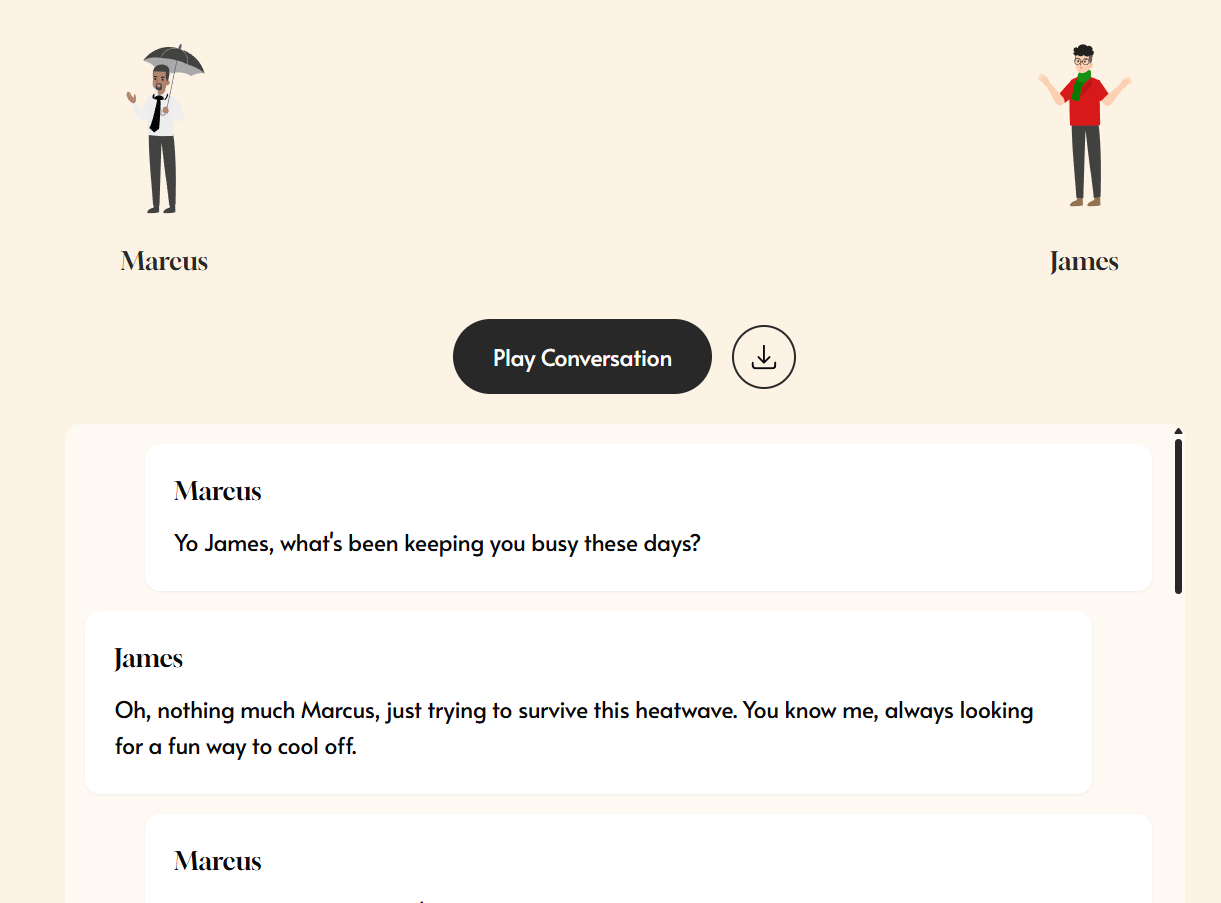 Marcus
James
Play Conversation
Marcus
Yo James, what's been keeping you busy these days?
James
Oh, nothing much Marcus, just trying to survive this heatwave. You know me, always looking
for a fun way to cool off.
Marcus